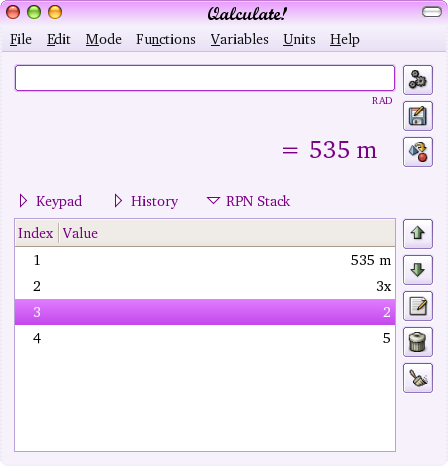 Qalculate!
File Edit Mode Functions Variables Units Help
RAD
= 535 m
Keypad History RPN Stack
Index Value
1 535 m
2 3x
3 2
4 5